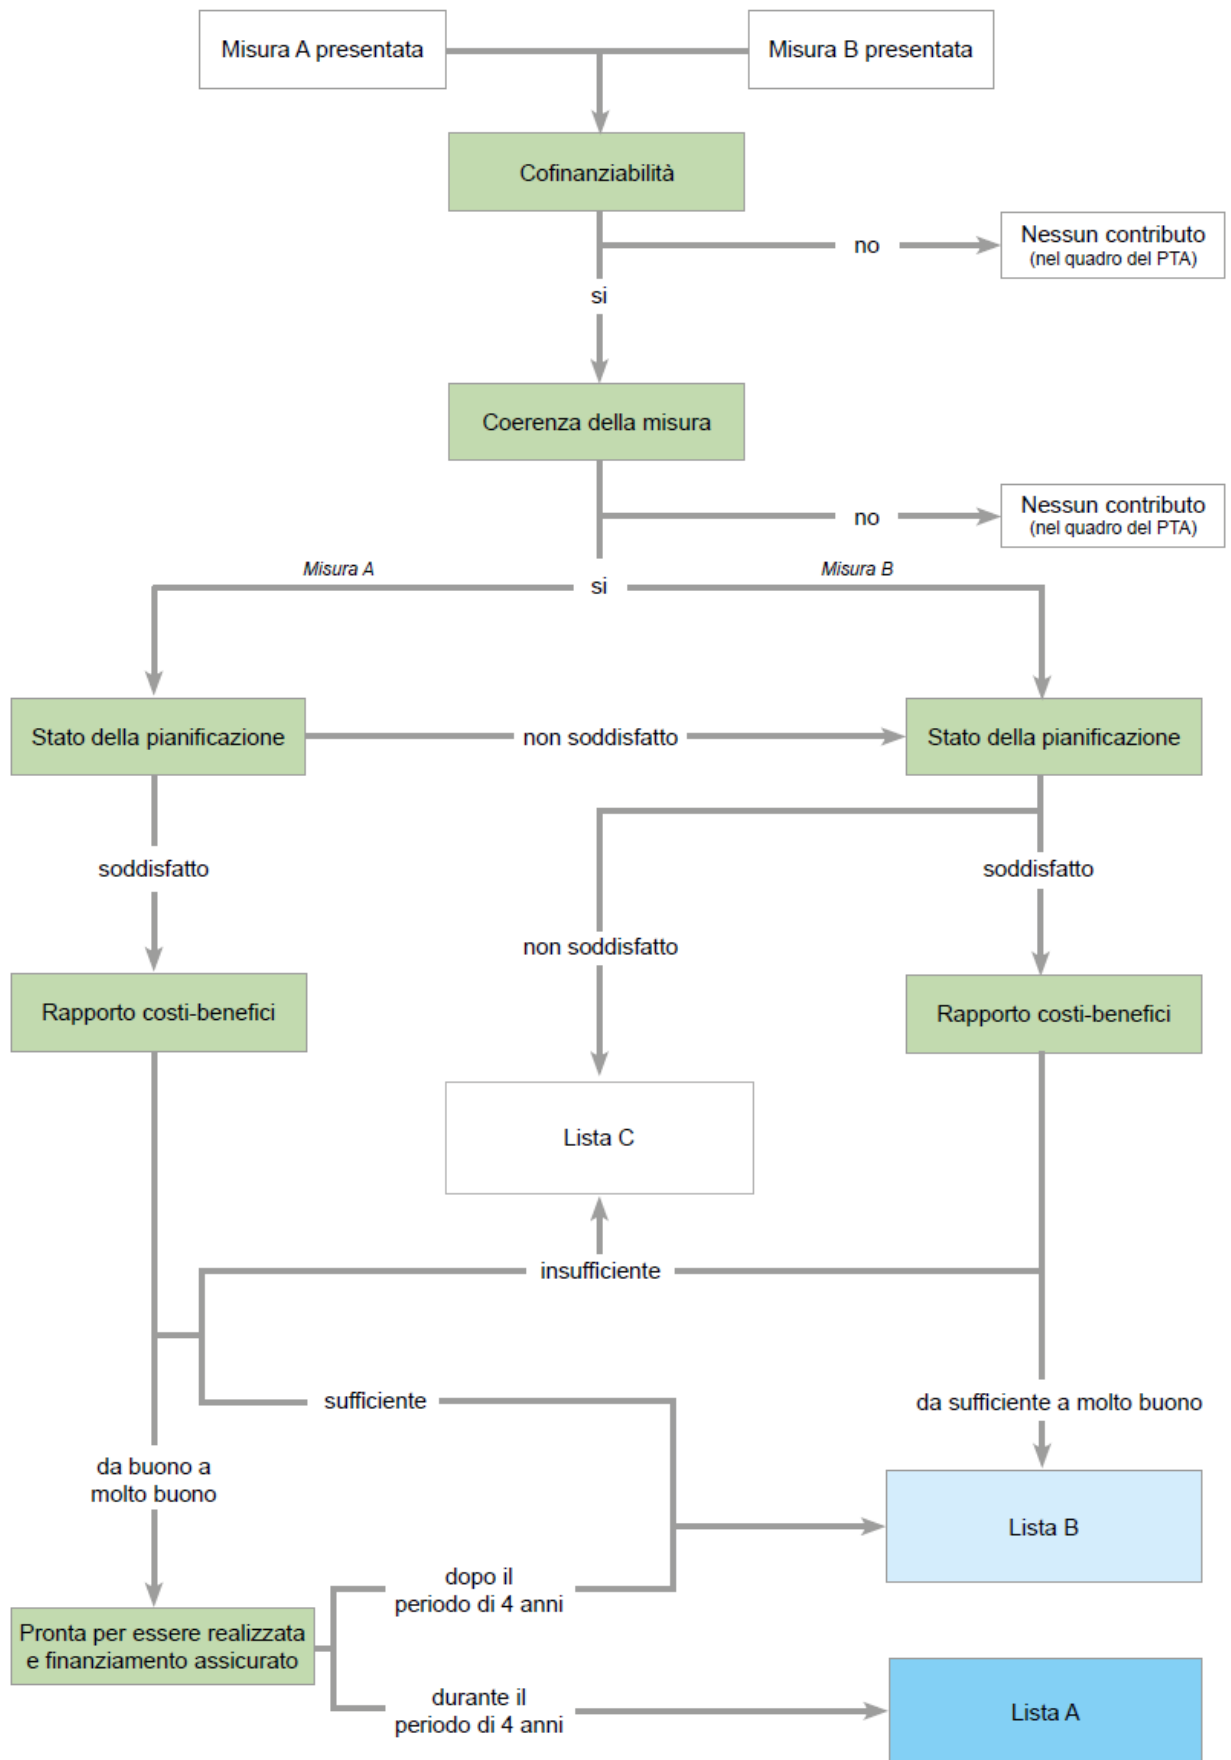 Misura A presentata
Misura B presentata
Cofinanziabilità
no
Nessun contributo
(nel quadro del PTA)
si
Coerenza della misura
no
Nessun contributo
(nel quadro del PTA)
Misura A
si
Misura B
Stato della pianificazione
non soddisfatto
Stato della pianificazione
soddisfatto
soddisfatto
non soddisfatto
Rapporto costi-benefici
Rapporto costi-benefici
Lista C
insufficiente
sufficiente
da sufficiente a molto buono
da buono a
molto buono
Lista B
dopo il
periodo di 4 anni
Pronta per essere realizzata
e finanziamento assicurato
durante il
periodo di 4 anni
Lista A